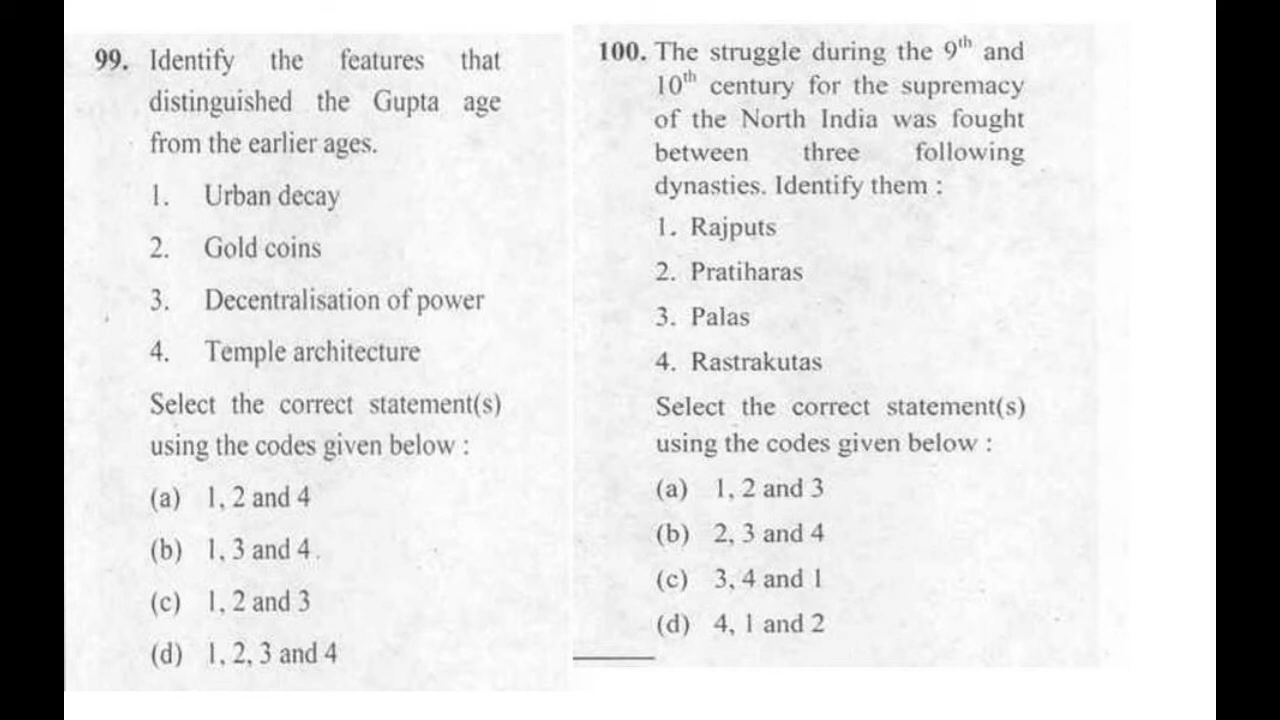 99. Identify the features that
distinguished the Gupta age
from the earlier ages.
1. Urban decay
2. Gold coins
3. Decentralisation of power
4. Temple architecture
Select the correct statement(s)
using the codes given below :
(a) 1, 2 and 4
(b) 1, 3 and 4
(c) 1, 2 and 3
(d) 1, 2, 3 and 4
100. The struggle during the 9th and
10th century for the supremacy
of the North India was fought
between three following
dynasties. Identify them :
1. Rajputs
2. Pratiharas
3. Palas
4. Rastrakutas
Select the correct statement(s)
using the codes given below :
(a) 1, 2 and 3
(b) 2, 3 and 4
(c) 3, 4 and 1
(d) 4, 1 and 2